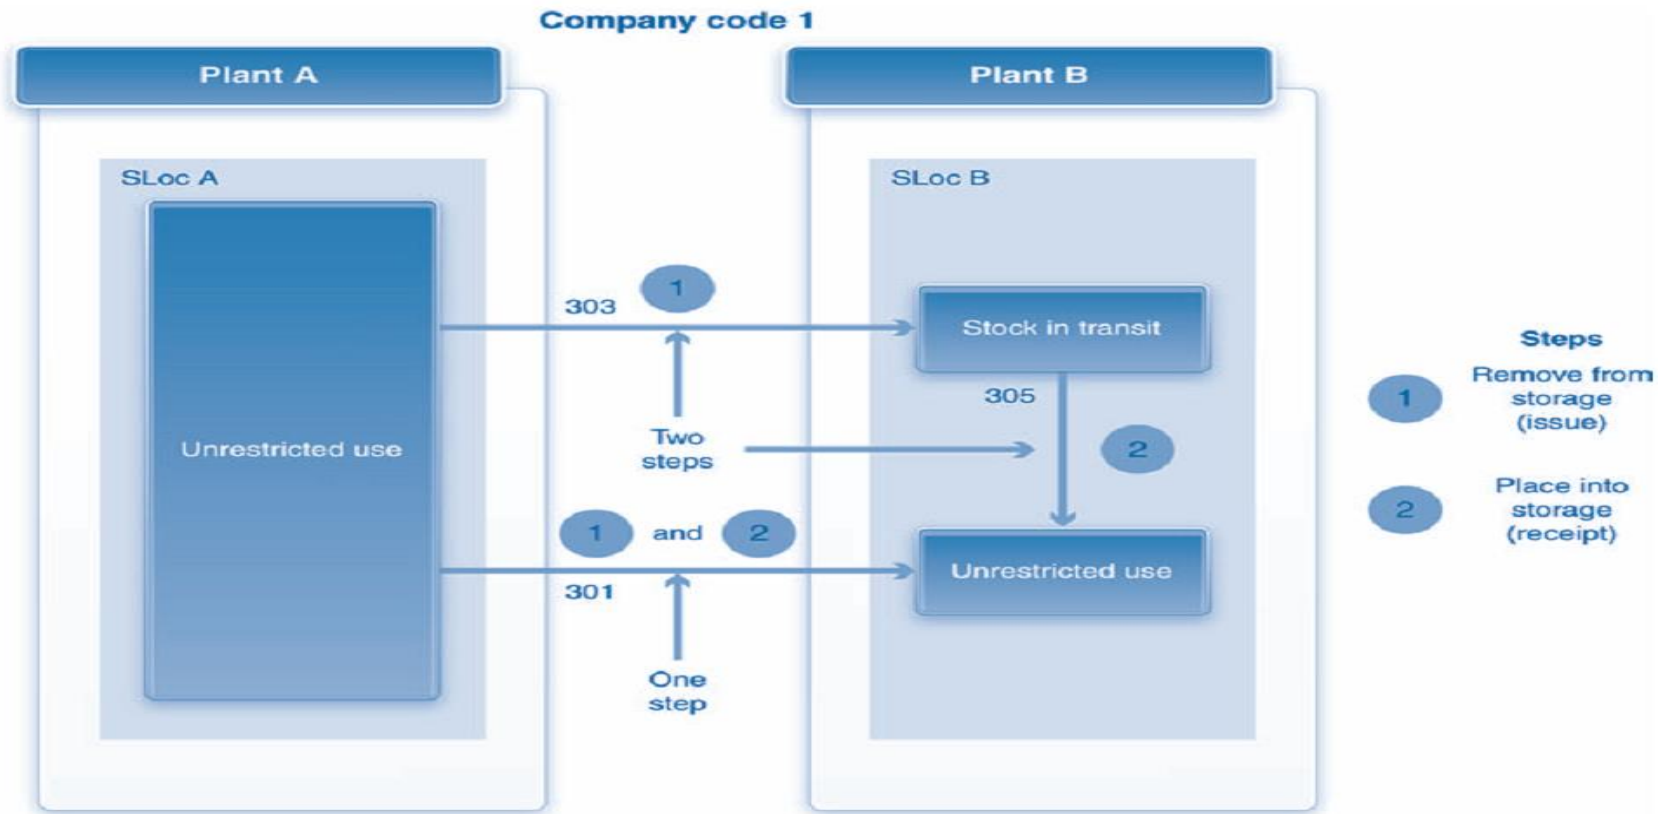 Company code 1
Plant A
Plant B
SLoc A
SLoc B
303
1
Stock in transit
305
Two
steps
2
Unrestricted use
1 and 2
301
Unrestricted use
One
step
Steps
1
Remove from
storage
(issue)
2
Place into
storage
(receipt)